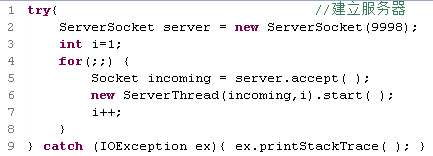 1 try{ //建立服务器
2 ServerSocket server = new ServerSocket(9998);
3 int i=1;
4 for(;;) {
5 Socket incoming = server.accept( );
6 new ServerThread(incoming,i).start( );
7 i++;
8 }
9 } catch (IOException ex){ ex.printStackTrace( ); }